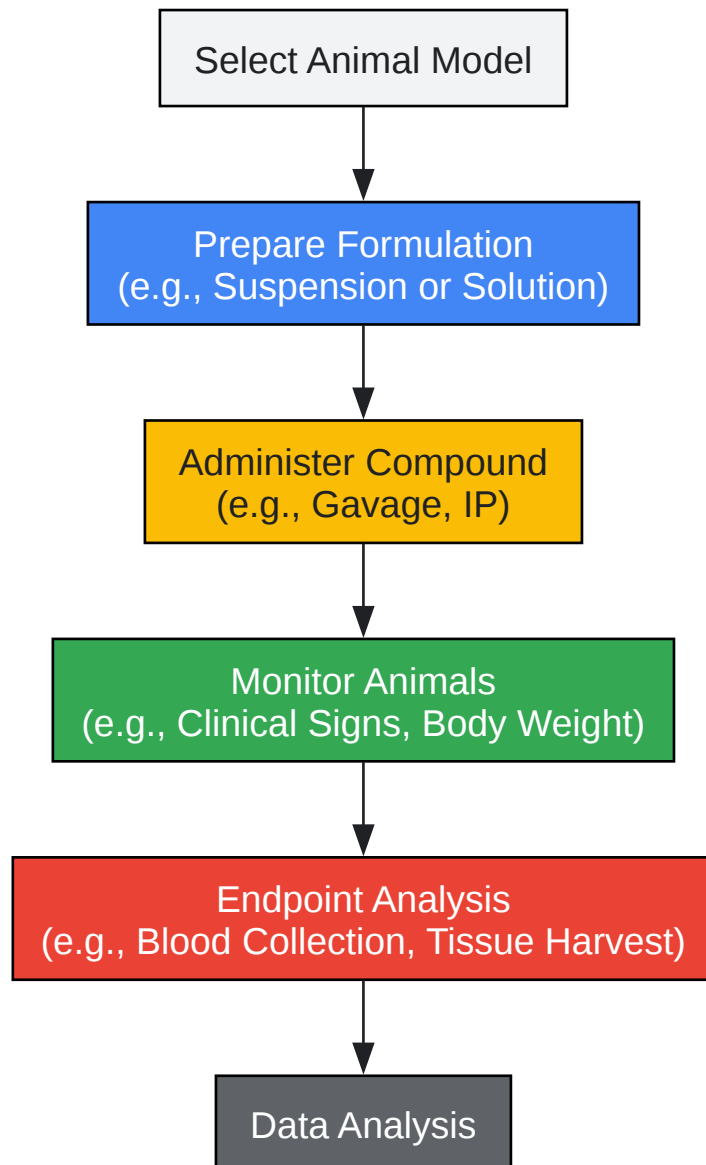 Select Animal Model
Prepare Formulation
(e.g., Suspension or Solution)
Administer Compound
(e.g., Gavage, IP)
Monitor Animals
(e.g., Clinical Signs, Body Weight)
Endpoint Analysis
(e.g., Blood Collection, Tissue Harvest)
Data Analysis